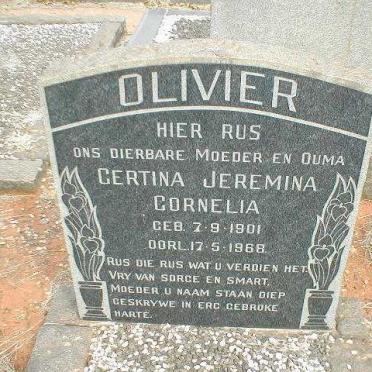 OLIVIER
HIER RUS
ONS DIERBARE MOEDER EN OUMA
GERTINA JEREMINA
CORNELIA
GEB. 7·9·1901
OORL. 17·5·1968
RUS DIE RUS WAT U VERDIEN HET.
VRY VAN SORGE EN SMART.
MOEDER U NAAM STAAN DIEP
GESKRYWE IN ERG GEBROKE
HARTE.